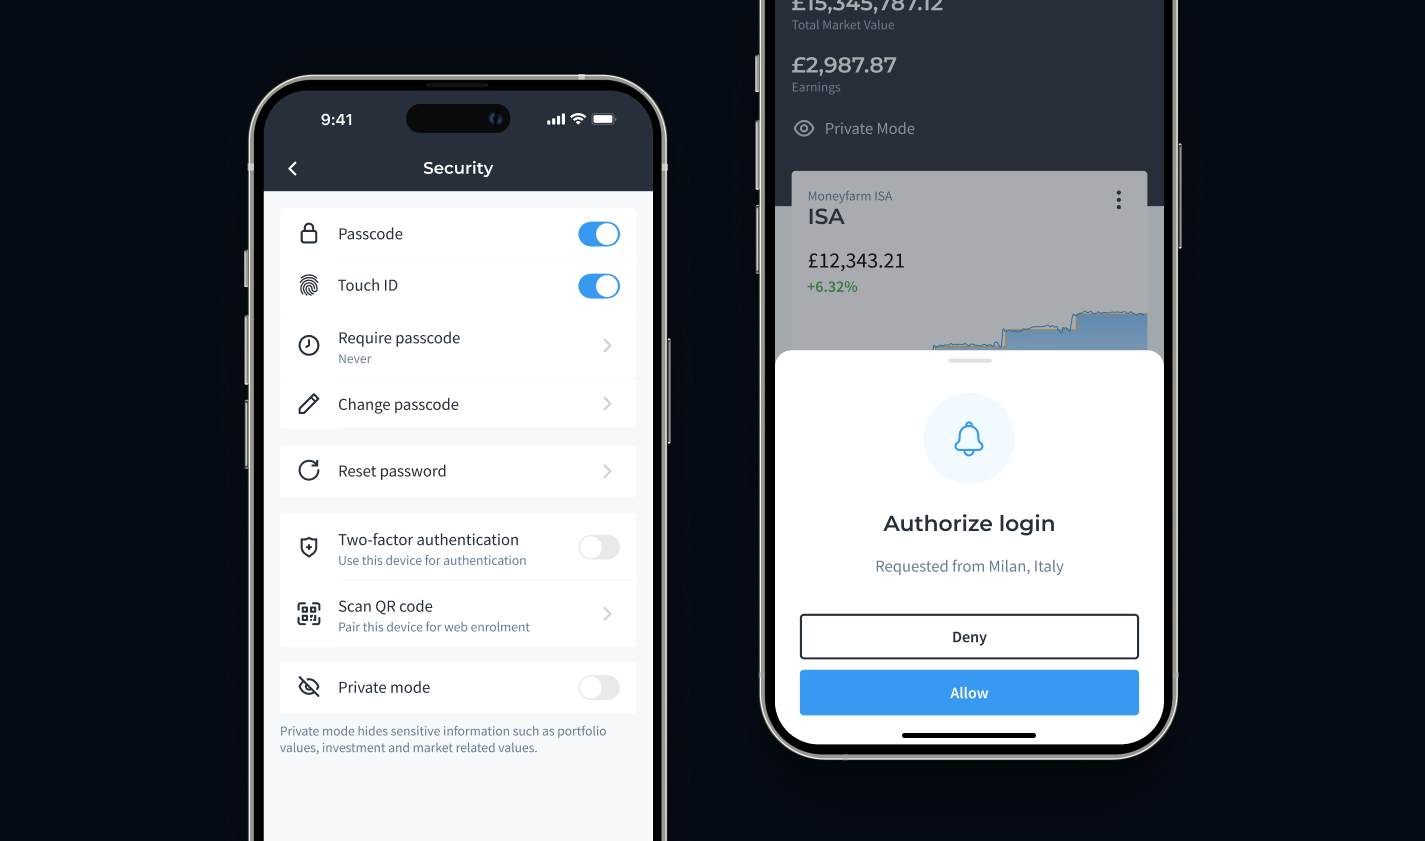 9:41
Security
Passcode
Touch ID
Require passcode
Never
Change passcode
Reset password
Two-factor authentication
Use this device for authentication
Scan QR code
Pair this device for web enrolment
Private mode
Private mode hides sensitive information such as portfolio
values, investment and market related values.
£15,345,787.12
Total Market Value
£2,987.87
Earnings
Private Mode
Moneyfarm ISA
ISA
£12,343.21
+6.32%
Authorize login
Requested from Milan, Italy
Deny
Allow